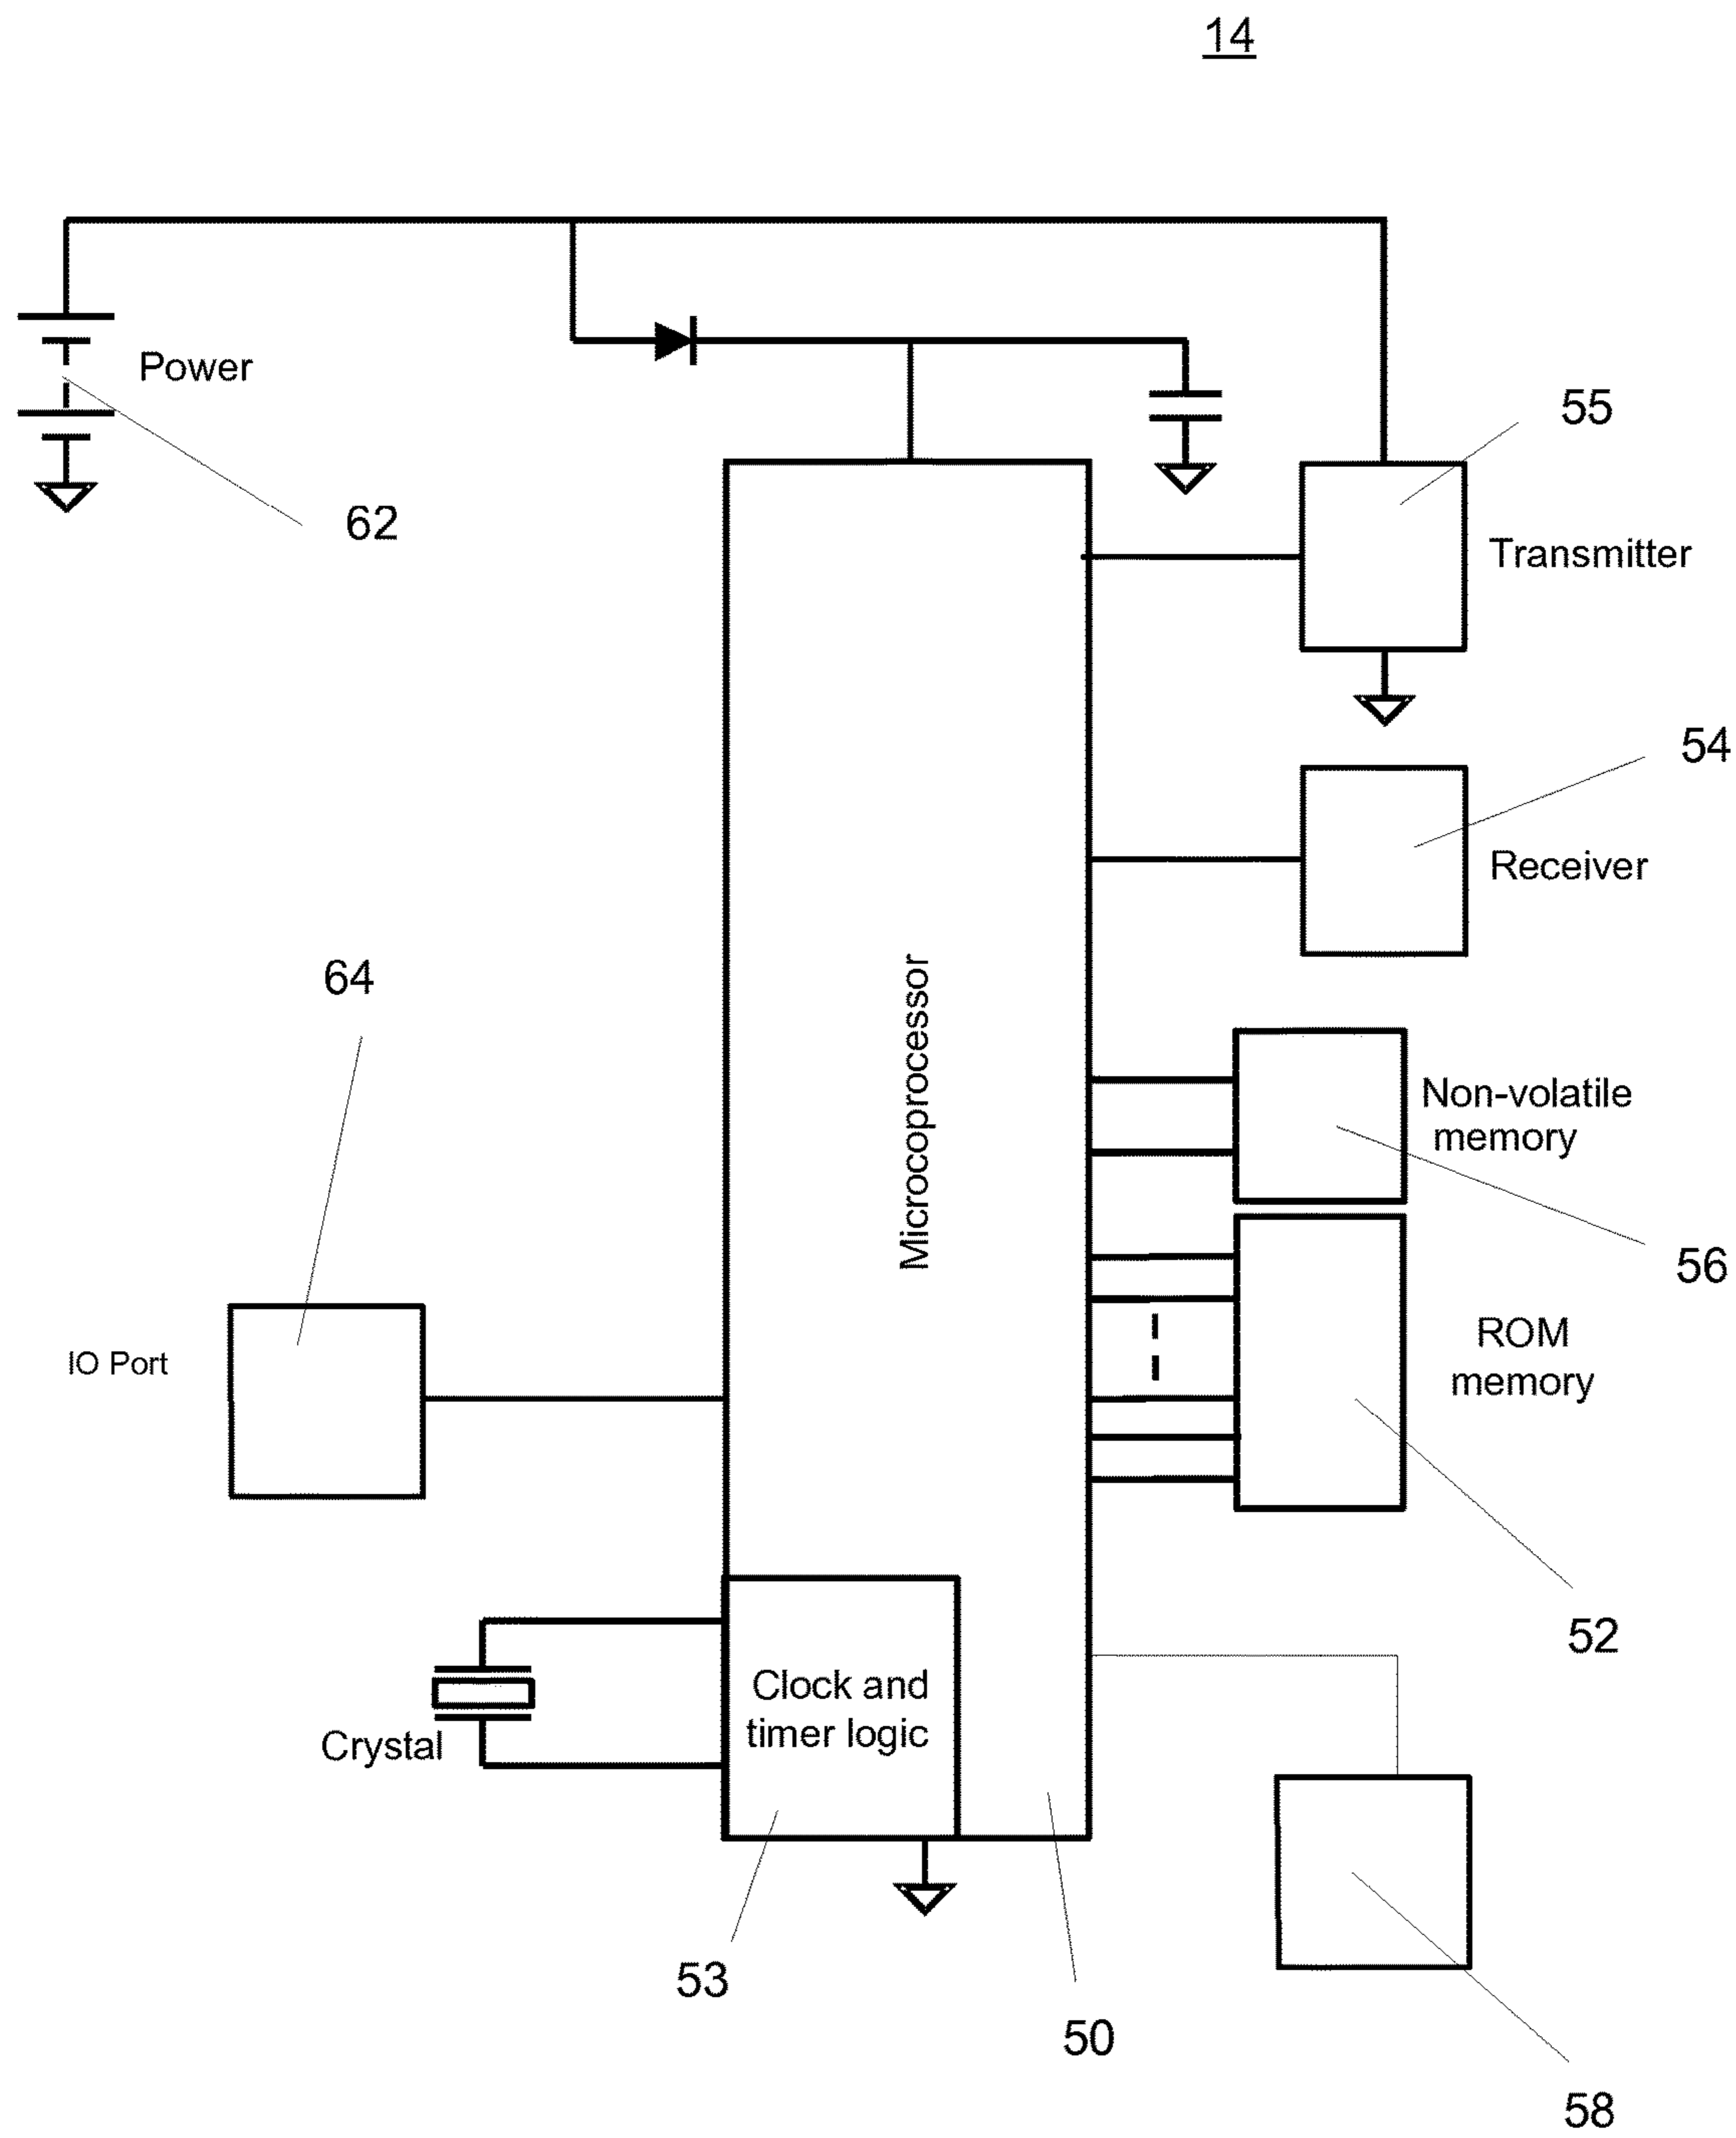 14
Power
62
55
Transmitter
54
Receiver
64
Microcoprocessor
Non-volatile
memory
56
IO Port
ROM
memory
52
Clock and
timer logic
Crystal
53
50
58